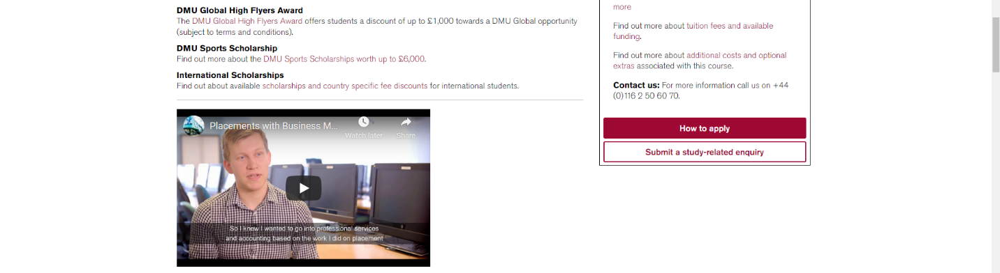 DMU Global High Flyers Award
The DMU Global High Flyers Award offers students a discount of up to £1,000 towards a DMU Global opportunity
(subject to terms and conditions).
DMU Sports Scholarship
Find out more about the DMU Sports Scholarships worth up to £6,000.
International Scholarships
Find out about available scholarships and country specific fee discounts for international students.
Placements with Business M...
Watch later
Share
So I knew I wanted to go into professional services
and accounting based on the work I did on placement
more
Find out more about tuition fees and available
funding.
Find out more about additional costs and optional
extras associated with this course.
Contact us: For more information call us on +44
(0)116 2 50 60 70.
How to apply
Submit a study-related enquiry